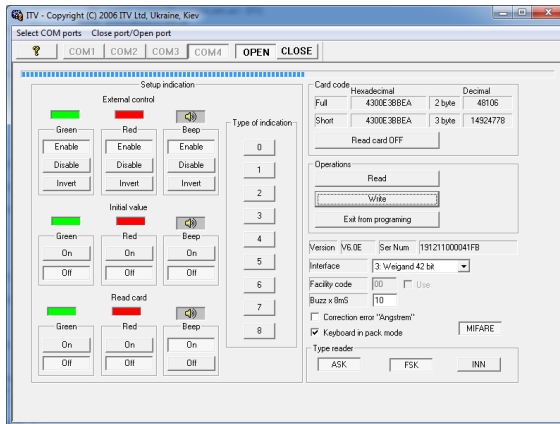 ITV - Copyright (C) 2006 ITV Ltd, Ukraine, Kiev
Select COM ports Close port/Open port
? COM1 COM2 COM3 COM4 OPEN CLOSE
Setup indication
External control
Green Red Beep
Enable Enable Enable
Disable Disable Disable
Invert Invert Invert
Initial value
Green Red Beep
On On On
Off Off Off
Read card
Green Red Beep
On On On
Off Off Off
Type of indication
0
1
2
3
4
5
6
7
8
Card code
Hexadecimal Decimal
Full 4300E3BBEA 2 byte 48106
Short 4300E3BBEA 3 byte 14924778
Read card OFF
Operations
Read
Write
Exit from programing
Version V6.0E Ser Num 191211000041FB
Interface 3: Weigand 42 bit
Facility code 00 Use
Buzz x 8mS 10
Correction error "Angstrem"
Keyboard in pack mode MIFARE
Type reader
ASK FSK INN